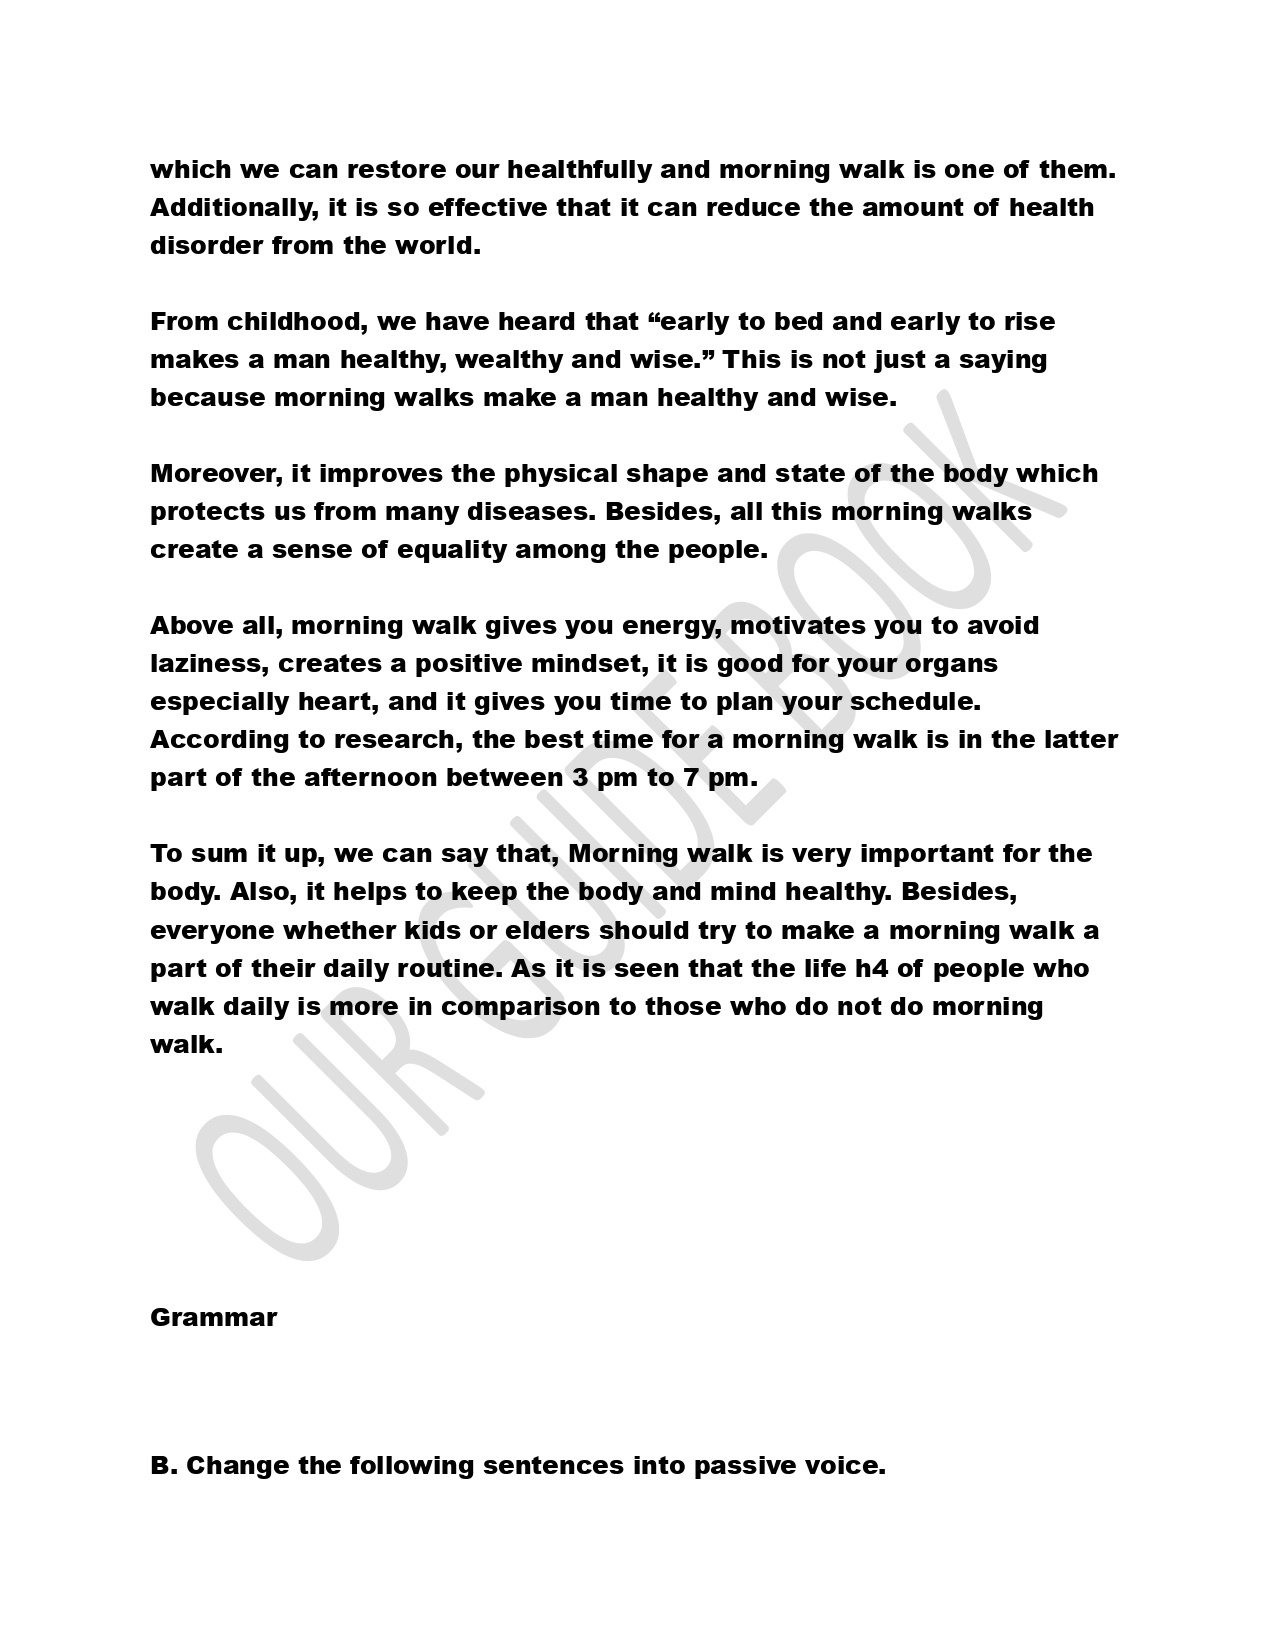 which we can restore our healthfully and morning walk is one of them.
Additionally, it is so effective that it can reduce the amount of health
disorder from the world.
From childhood, we have heard that “early to bed and early to rise
makes a man healthy, wealthy and wise.” This is not just a saying
because morning walks make a man healthy and wise.
Moreover, it improves the physical shape and state of the body which
protects us from many diseases. Besides, all this morning walks
create a sense of equality among the people.
Above all, morning walk gives you energy, motivates you to avoid
laziness, creates a positive mindset, it is good for your organs
especially heart, and it gives you time to plan your schedule.
According to research, the best time for a morning walk is in the latter
part of the afternoon between 3 pm to 7 pm.
To sum it up, we can say that, Morning walk is very important for the
body. Also, it helps to keep the body and mind healthy. Besides,
everyone whether kids or elders should try to make a morning walk a
part of their daily routine. As it is seen that the life h4 of people who
walk daily is more in comparison to those who do not do morning
walk.
OUR GUIDE BOOK
Grammar
B. Change the following sentences into passive voice.